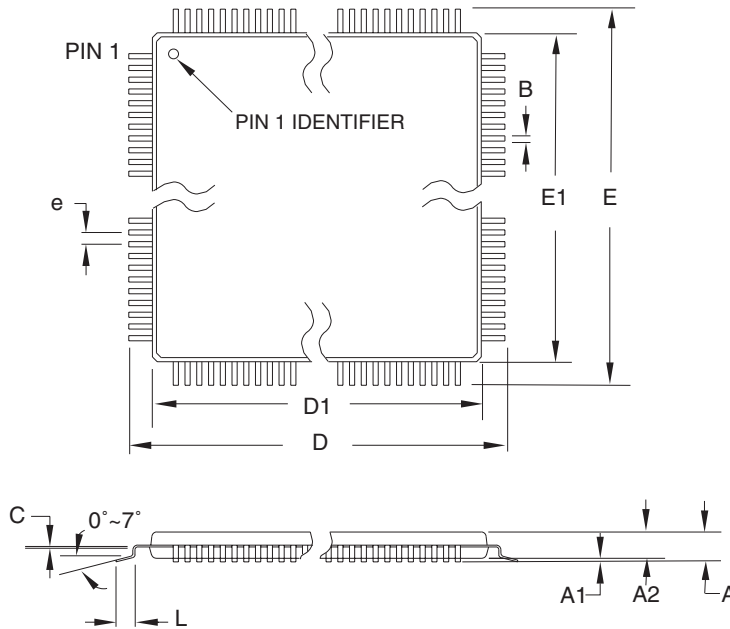 PIN 1
B
PIN 1 IDENTIFIER
e
E1
E
D1
D
C
0°~7°
A1
A2
A
L